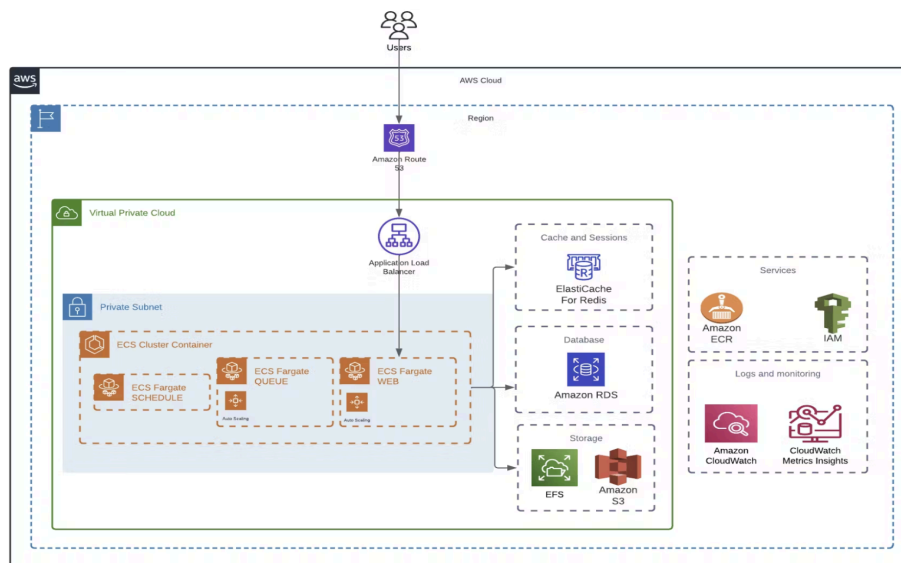 Users
aws
AWS Cloud
Region
53
Amazon Route
53
Virtual Private Cloud
Application Load
Balancer
Cache and Sessions
R
ElastiCache
For Redis
Services
Amazon
ECR
IAM
Private Subnet
ECS Cluster Container
ECS Fargate
SCHEDULE
ECS Fargate
QUEUE
Auto Scaling
ECS Fargate
WEB
Auto Scaling
Database
Amazon RDS
Logs and monitoring
Amazon
CloudWatch
CloudWatch
Metrics Insights
Storage
EFS
Amazon
S3